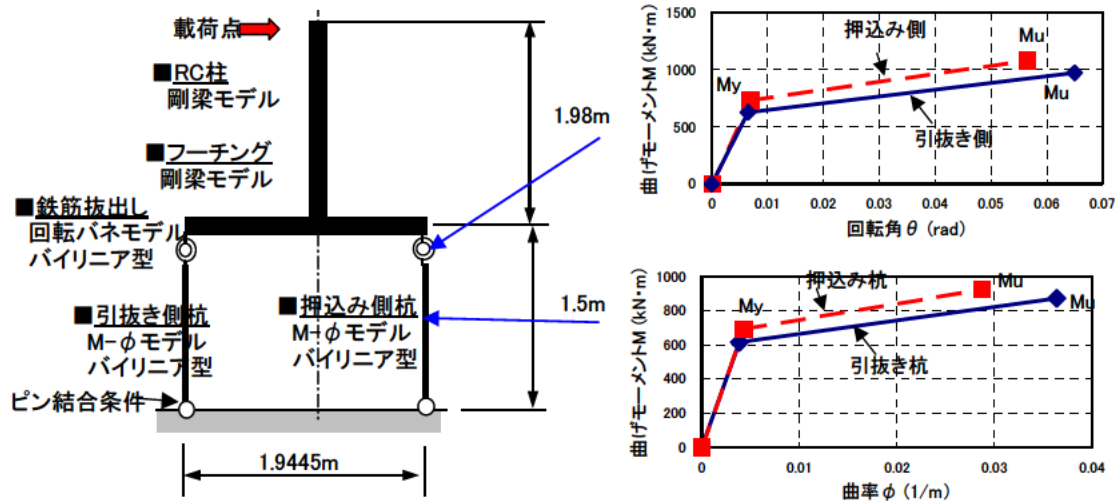 載荷点
■RC柱
剛梁モデル
■フーチング
剛梁モデル
■鉄筋抜出し
回転バネモデル
バイリニア型
■引抜き側杭
M-φモデル
バイリニア型
■押込み側杭
M-φモデル
バイリニア型
ピン結合条件
1.98m
1.5m
1.9445m
曲げモーメントM (kN・m)
1500
1000
500
0
押込み側
My
Mu
Mu
引抜き側
0 0.01 0.02 0.03 0.04 0.05 0.06 0.07
回転角θ (rad)
曲げモーメントM (kN・m)
1000
800
600
400
200
0
押込み杭
My
Mu
Mu
引抜き杭
0 0.01 0.02 0.03 0.04
曲率φ (1/m)